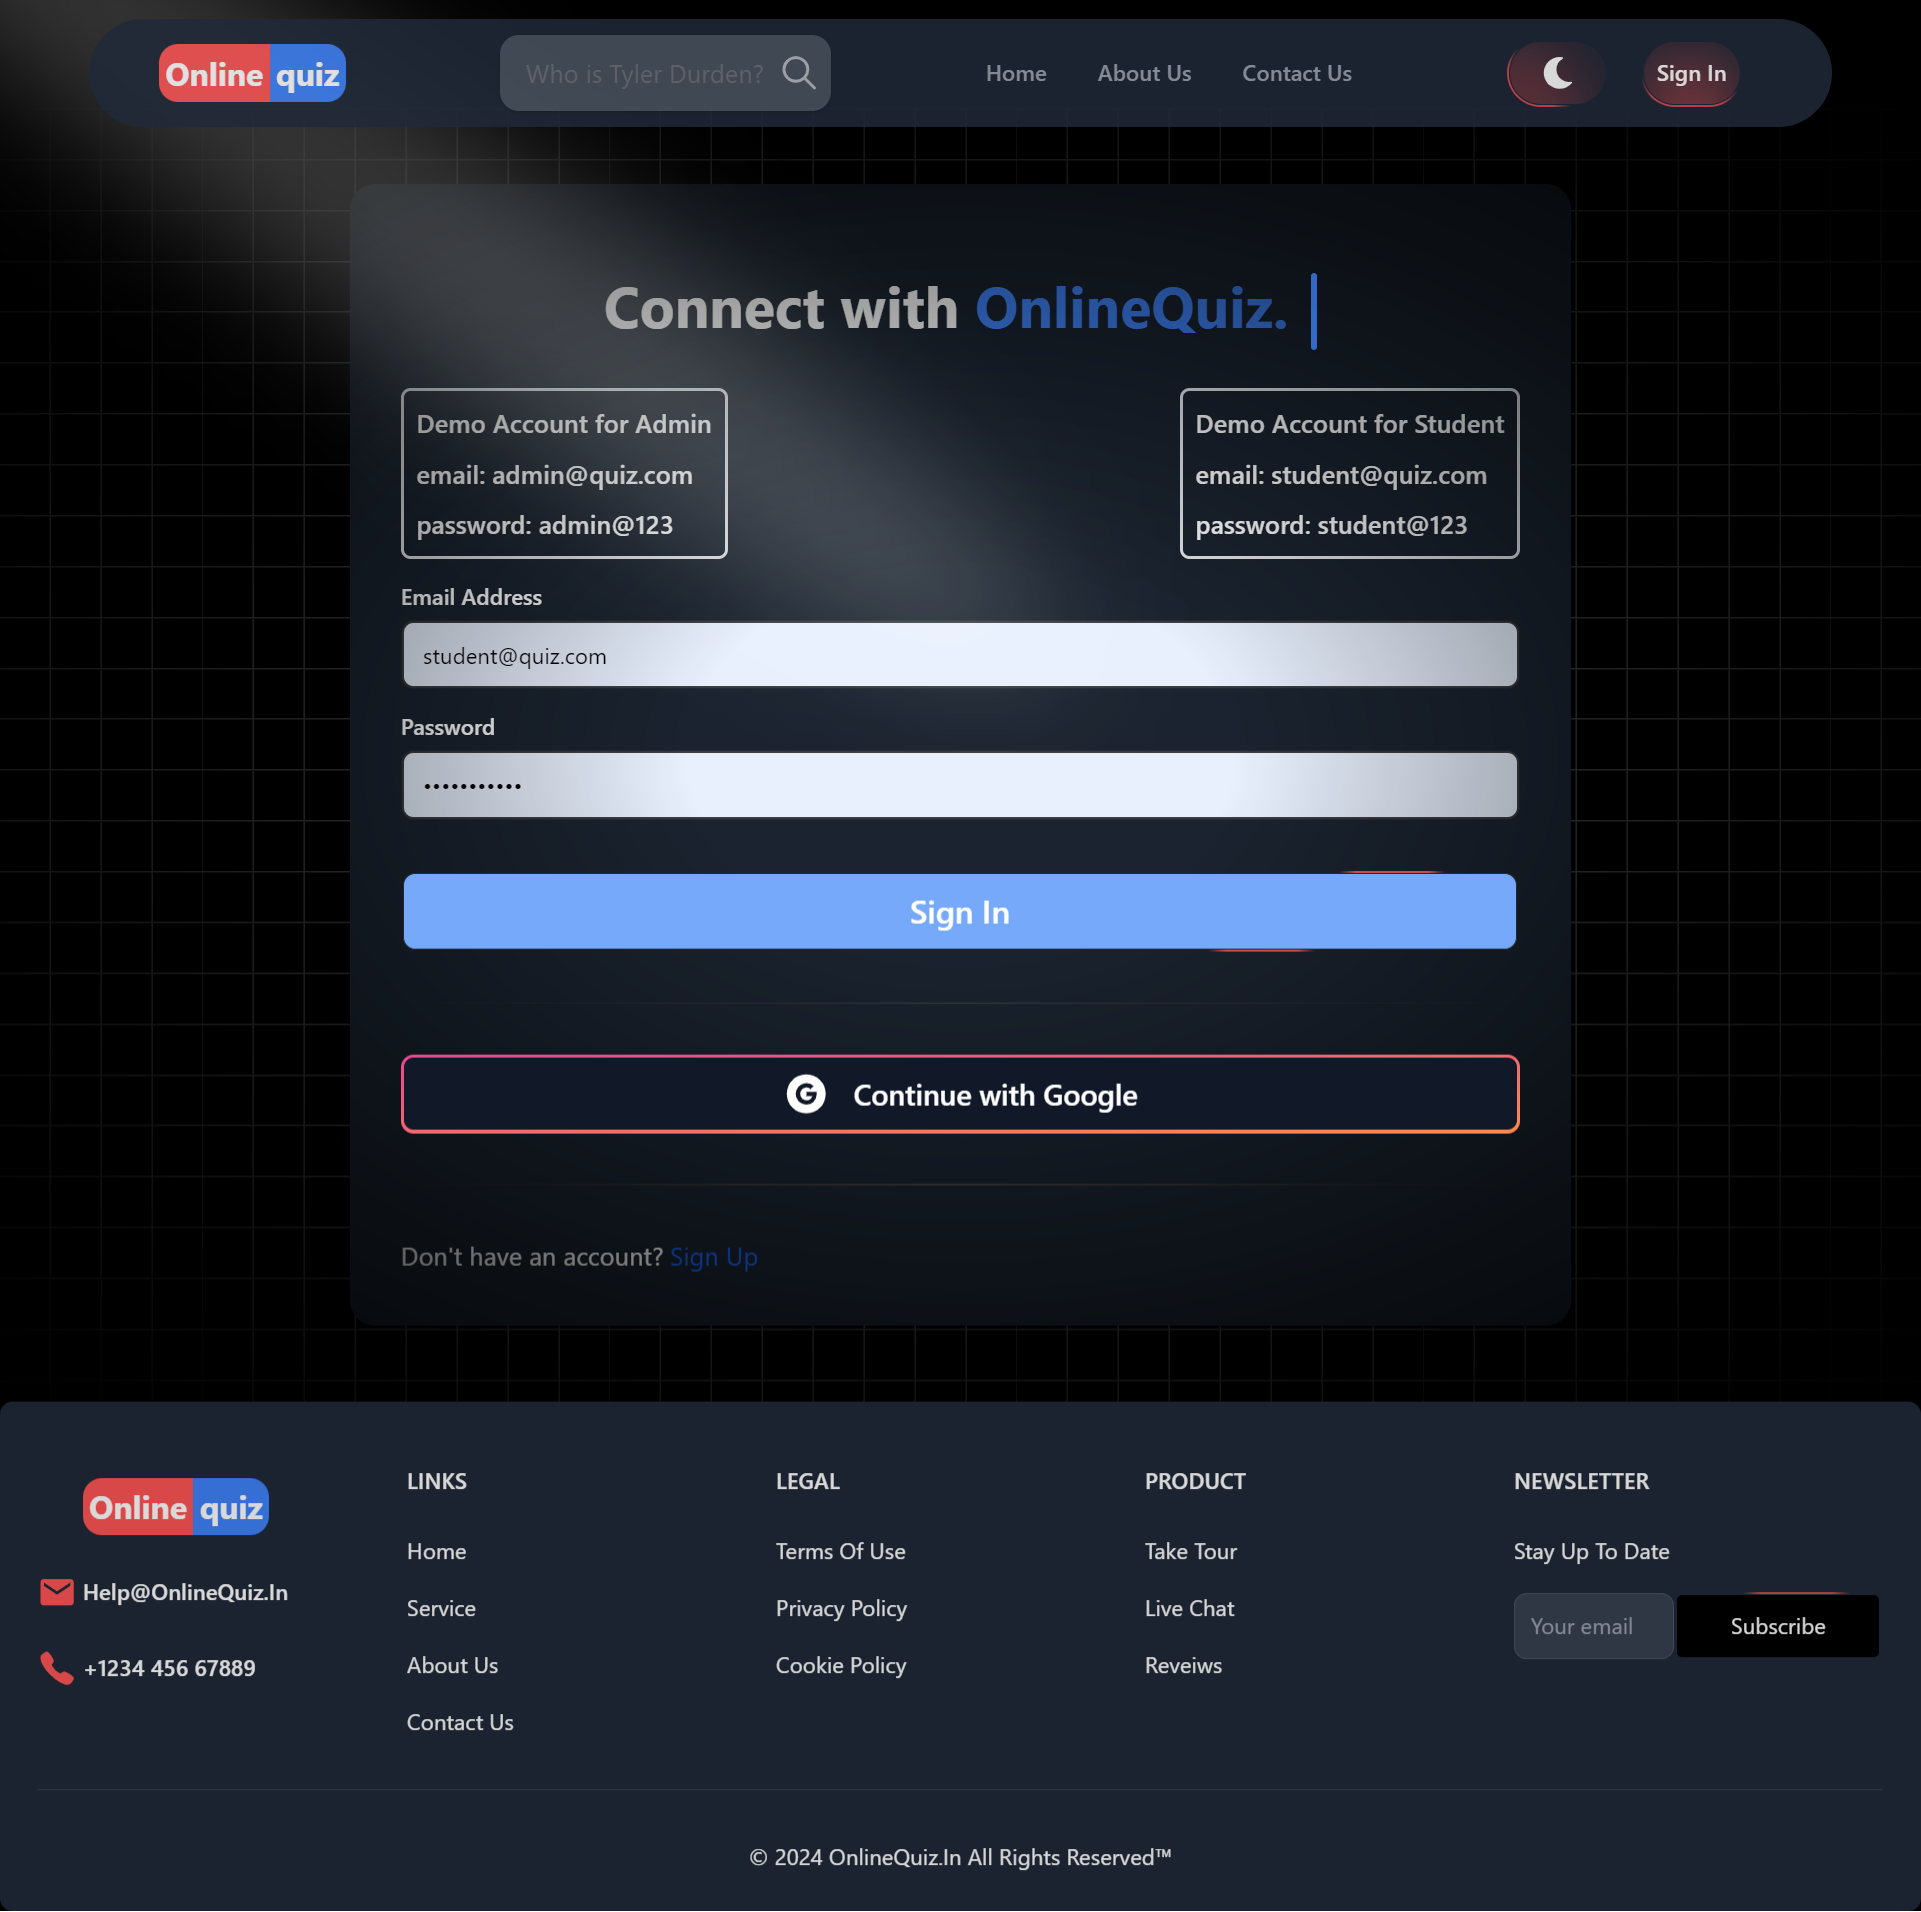 Online quiz
Who is Tyler Durden?
Home
About Us
Contact Us
Sign In
Connect with OnlineQuiz.
Demo Account for Admin
email: admin@quiz.com
password: admin@123
Demo Account for Student
email: student@quiz.com
password: student@123
Email Address
student@quiz.com
Password
•••••••••••
Sign In
Continue with Google
Don't have an account? Sign Up
Online quiz
Help@OnlineQuiz.In
+1234 456 67889
LINKS
Home
Service
About Us
Contact Us
LEGAL
Terms Of Use
Privacy Policy
Cookie Policy
PRODUCT
Take Tour
Live Chat
Reveiws
NEWSLETTER
Stay Up To Date
Your email
Subscribe
© 2024 OnlineQuiz.In All Rights Reserved™